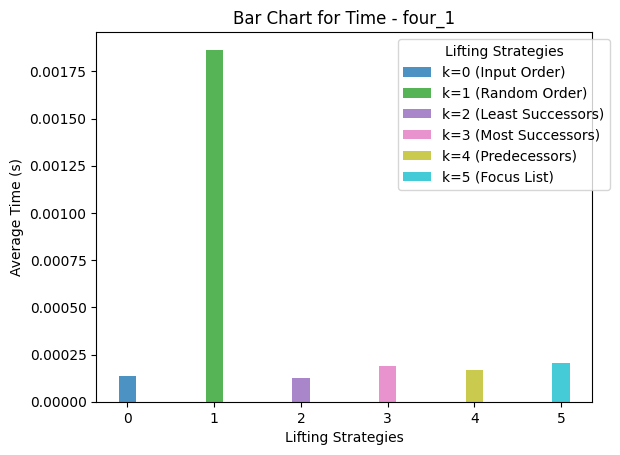 Bar Chart for Time - four_1
Lifting Strategies
k=0 (Input Order)
k=1 (Random Order)
k=2 (Least Successors)
k=3 (Most Successors)
k=4 (Predecessors)
k=5 (Focus List)
Average Time (s)
0.00175
0.00150
0.00125
0.00100
0.00075
0.00050
0.00025
0.00000
0 1 2 3 4 5
Lifting Strategies